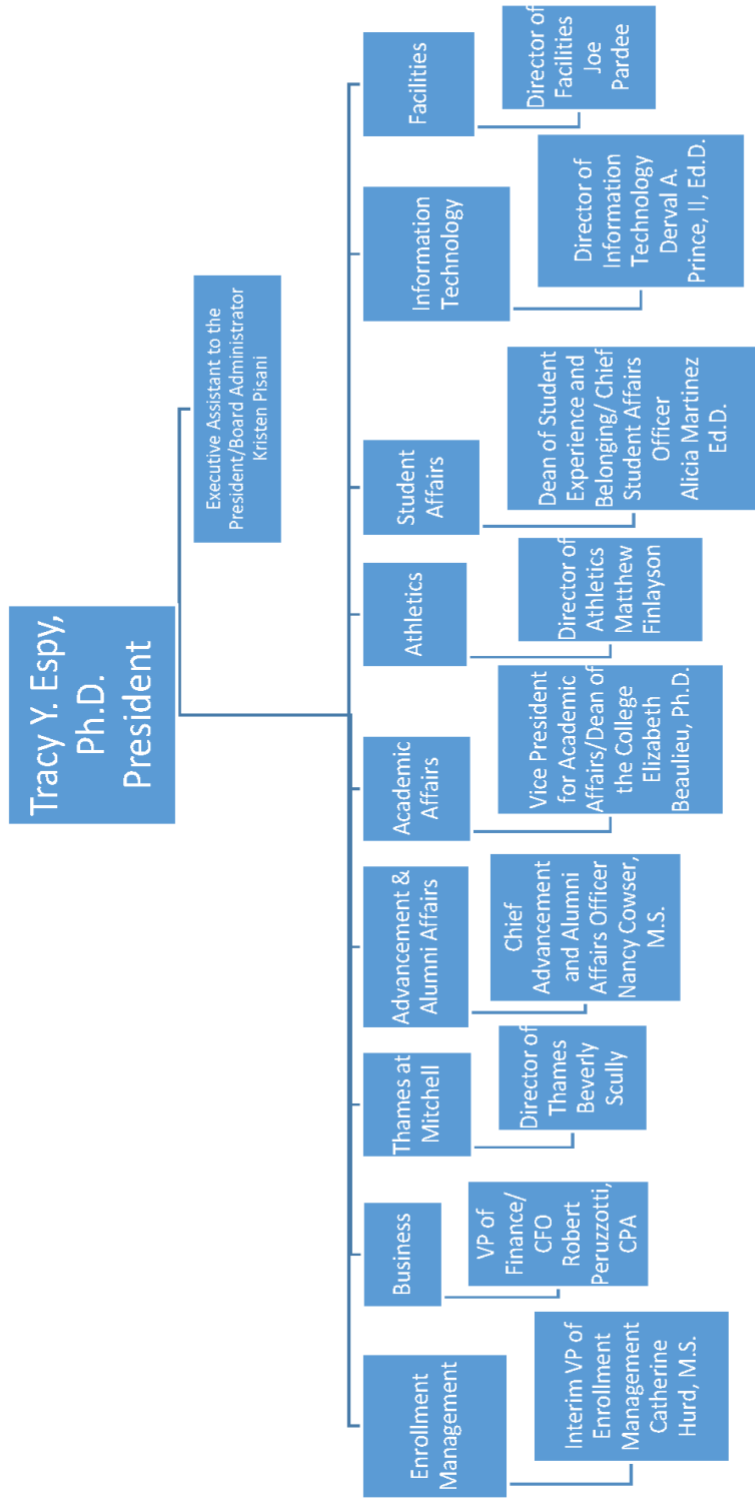 Tracy Y. Espy,
Ph.D.
President
Executive Assistant to the
President/Board Administrator
Kristen Pisani
Enrollment
Management
Interim VP of
Enrollment
Management
Catherine
Hurd, M.S.
Business
VP of
Finance/
CFO
Robert
Peruzzotti,
CPA
Thames at
Mitchell
Director of
Thames
Beverly
Scully
Advancement &
Alumni Affairs
Chief
Advancement
and Alumni
Affairs Officer
Nancy Cowser,
M.S.
Academic
Affairs
Vice President
for Academic
Affairs/Dean of
the College
Elizabeth
Beaulieu, Ph.D.
Athletics
Director of
Athletics
Matthew
Finlayson
Student
Affairs
Dean of Student
Experience and
Belonging/ Chief
Student Affairs
Officer
Alicia Martinez
Ed.D.
Information
Technology
Director of
Information
Technology
Derval A.
Prince, II, Ed.D.
Facilities
Director of
Facilities
Joe
Pardee